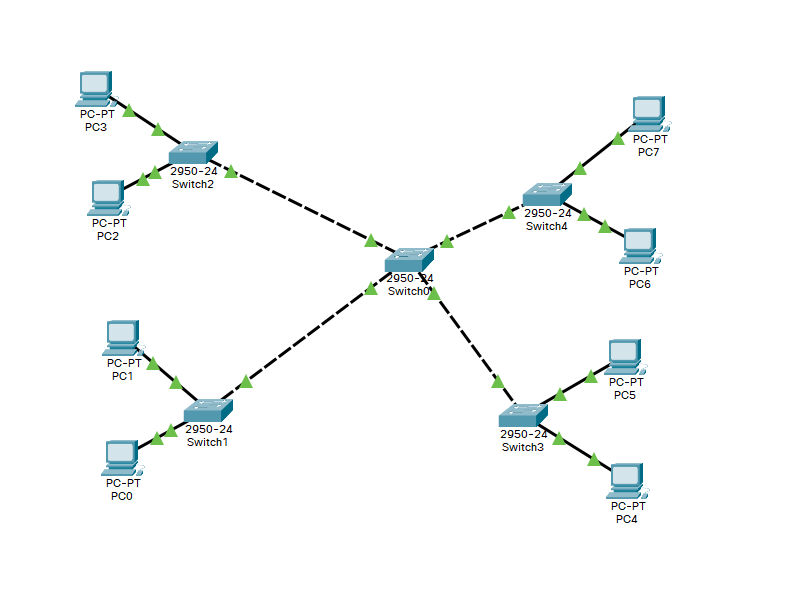 PC-PT
PC3
2950-24
Switch2
PC-PT
PC2
PC-PT
PC7
2950-24
Switch4
PC-PT
PC6
2950-24
Switch0
PC-PT
PC1
2950-24
Switch1
PC-PT
PC0
PC-PT
PC5
2950-24
Switch3
PC-PT
PC4